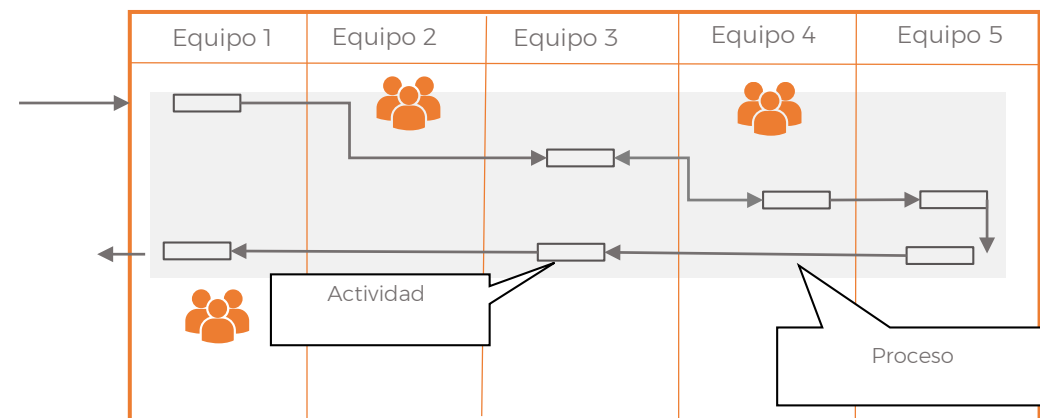 Equipo 1
Equipo 2
Equipo 3
Equipo 4
Equipo 5
Actividad
Proceso